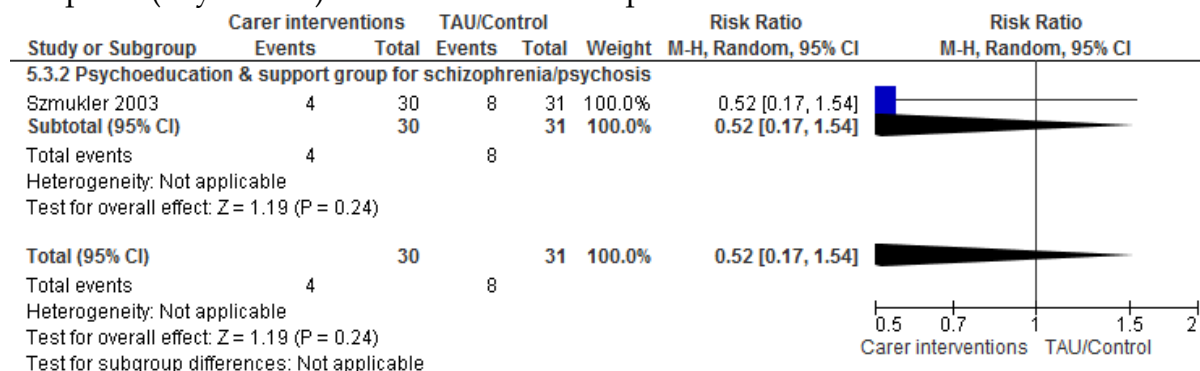 Carer interventions TAU/Control Risk Ratio Risk Ratio
Study or Subgroup Events Total Events Total Weight M-H, Random, 95% CI M-H, Random, 95% CI
5.3.2 Psychoeducation & support group for schizophrenia/psychosis
Szmukler 2003 4 30 8 31 100.0% 0.52 [0.17, 1.54]
Subtotal (95% CI) 30 31 100.0% 0.52 [0.17, 1.54]
Total events 4 8
Heterogeneity: Not applicable
Test for overall effect: Z = 1.19 (P = 0.24)
Total (95% CI) 30 31 100.0% 0.52 [0.17, 1.54]
Total events 4 8
Heterogeneity: Not applicable
Test for overall effect: Z = 1.19 (P = 0.24)
Test for subgroup differences: Not applicable
0.5 0.7 1 1.5 2
Carer interventions TAU/Control